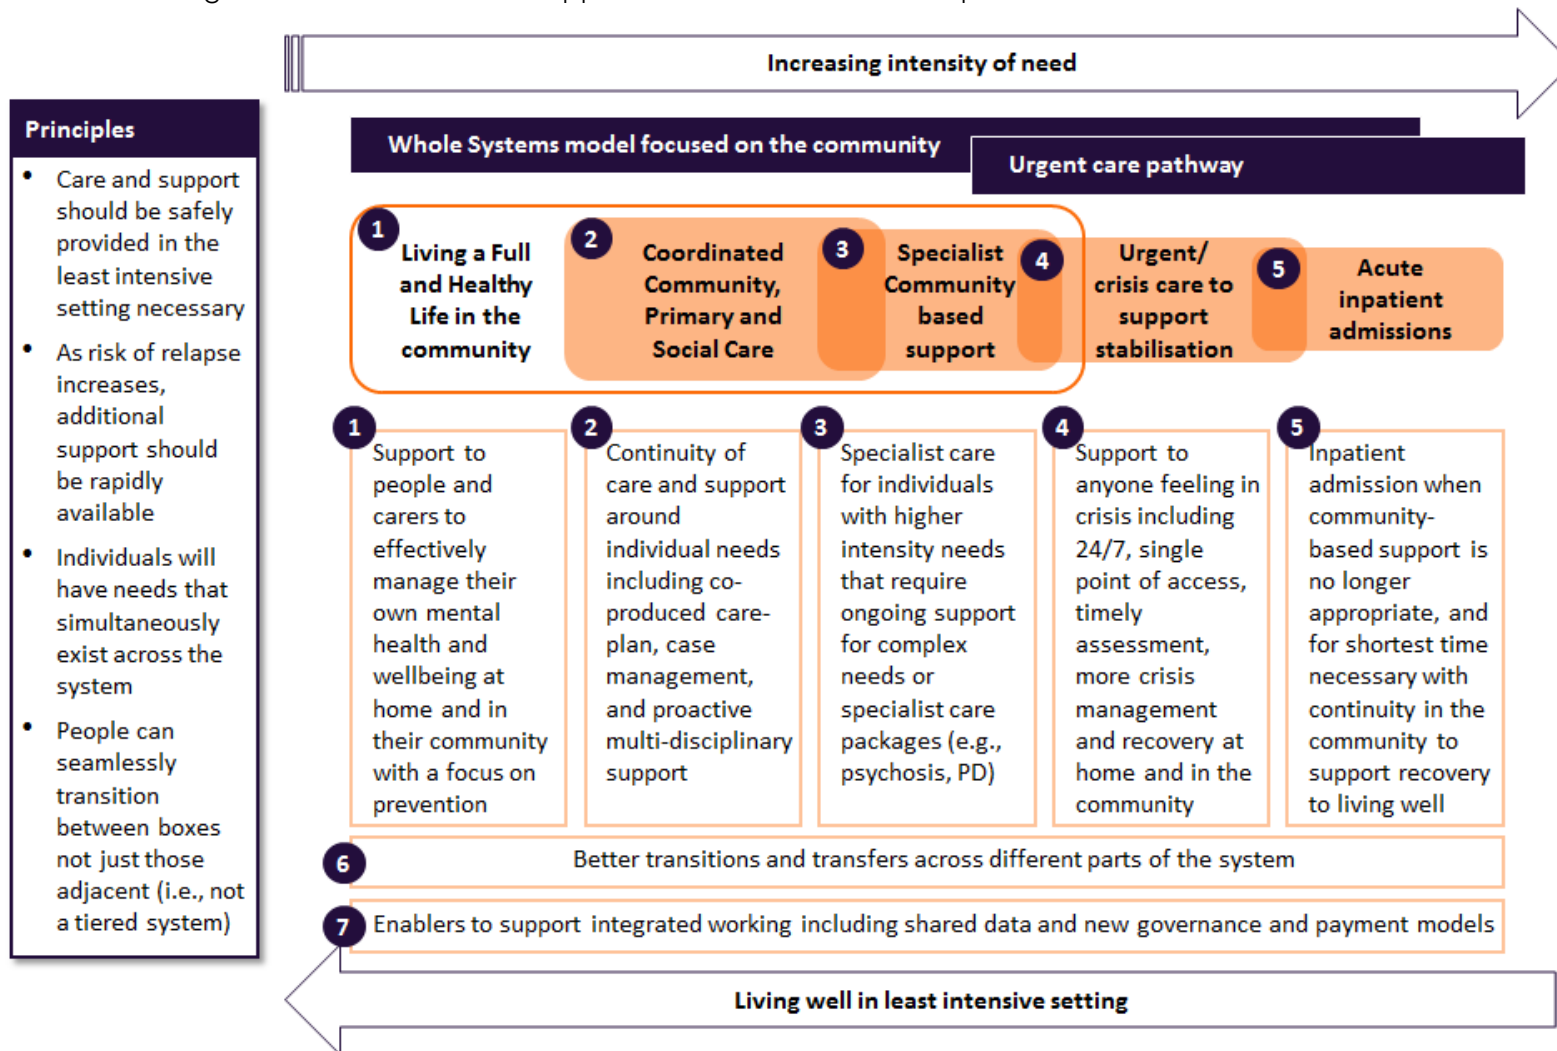 Increasing intensity of need
Principles
• Care and support
should be safely
provided in the
least intensive
setting necessary
• As risk of relapse
increases,
additional
support should
be rapidly
available
• Individuals will
have needs that
simultaneously
exist across the
system
• People can
seamlessly
transition
between boxes
not just those
adjacent (i.e., not
a tiered system)
Whole Systems model focused on the community
Urgent care pathway
1
Living a Full
and Healthy
Life in the
community
2
Coordinated
Community,
Primary and
Social Care
3
Specialist
Community
based
support
4
Urgent/
crisis care to
support
stabilisation
5
Acute
inpatient
admissions
1
Support to
people and
carers to
effectively
manage their
own mental
health and
wellbeing at
home and in
their community
with a focus on
prevention
2
Continuity of
care and support
around
individual needs
including co-
produced care-
plan, case
management,
and proactive
multi-disciplinary
support
3
Specialist care
for individuals
with higher
intensity needs
that require
ongoing support
for complex
needs or
specialist care
packages (e.g.,
psychosis, PD)
4
Support to
anyone feeling in
crisis including
24/7, single
point of access,
timely
assessment,
more crisis
management
and recovery at
home and in the
community
5
Inpatient
admission when
community-
based support is
no longer
appropriate, and
for shortest time
necessary with
continuity in the
community to
support recovery
to living well
6
Better transitions and transfers across different parts of the system
7
Enablers to support integrated working including shared data and new governance and payment models
Living well in least intensive setting